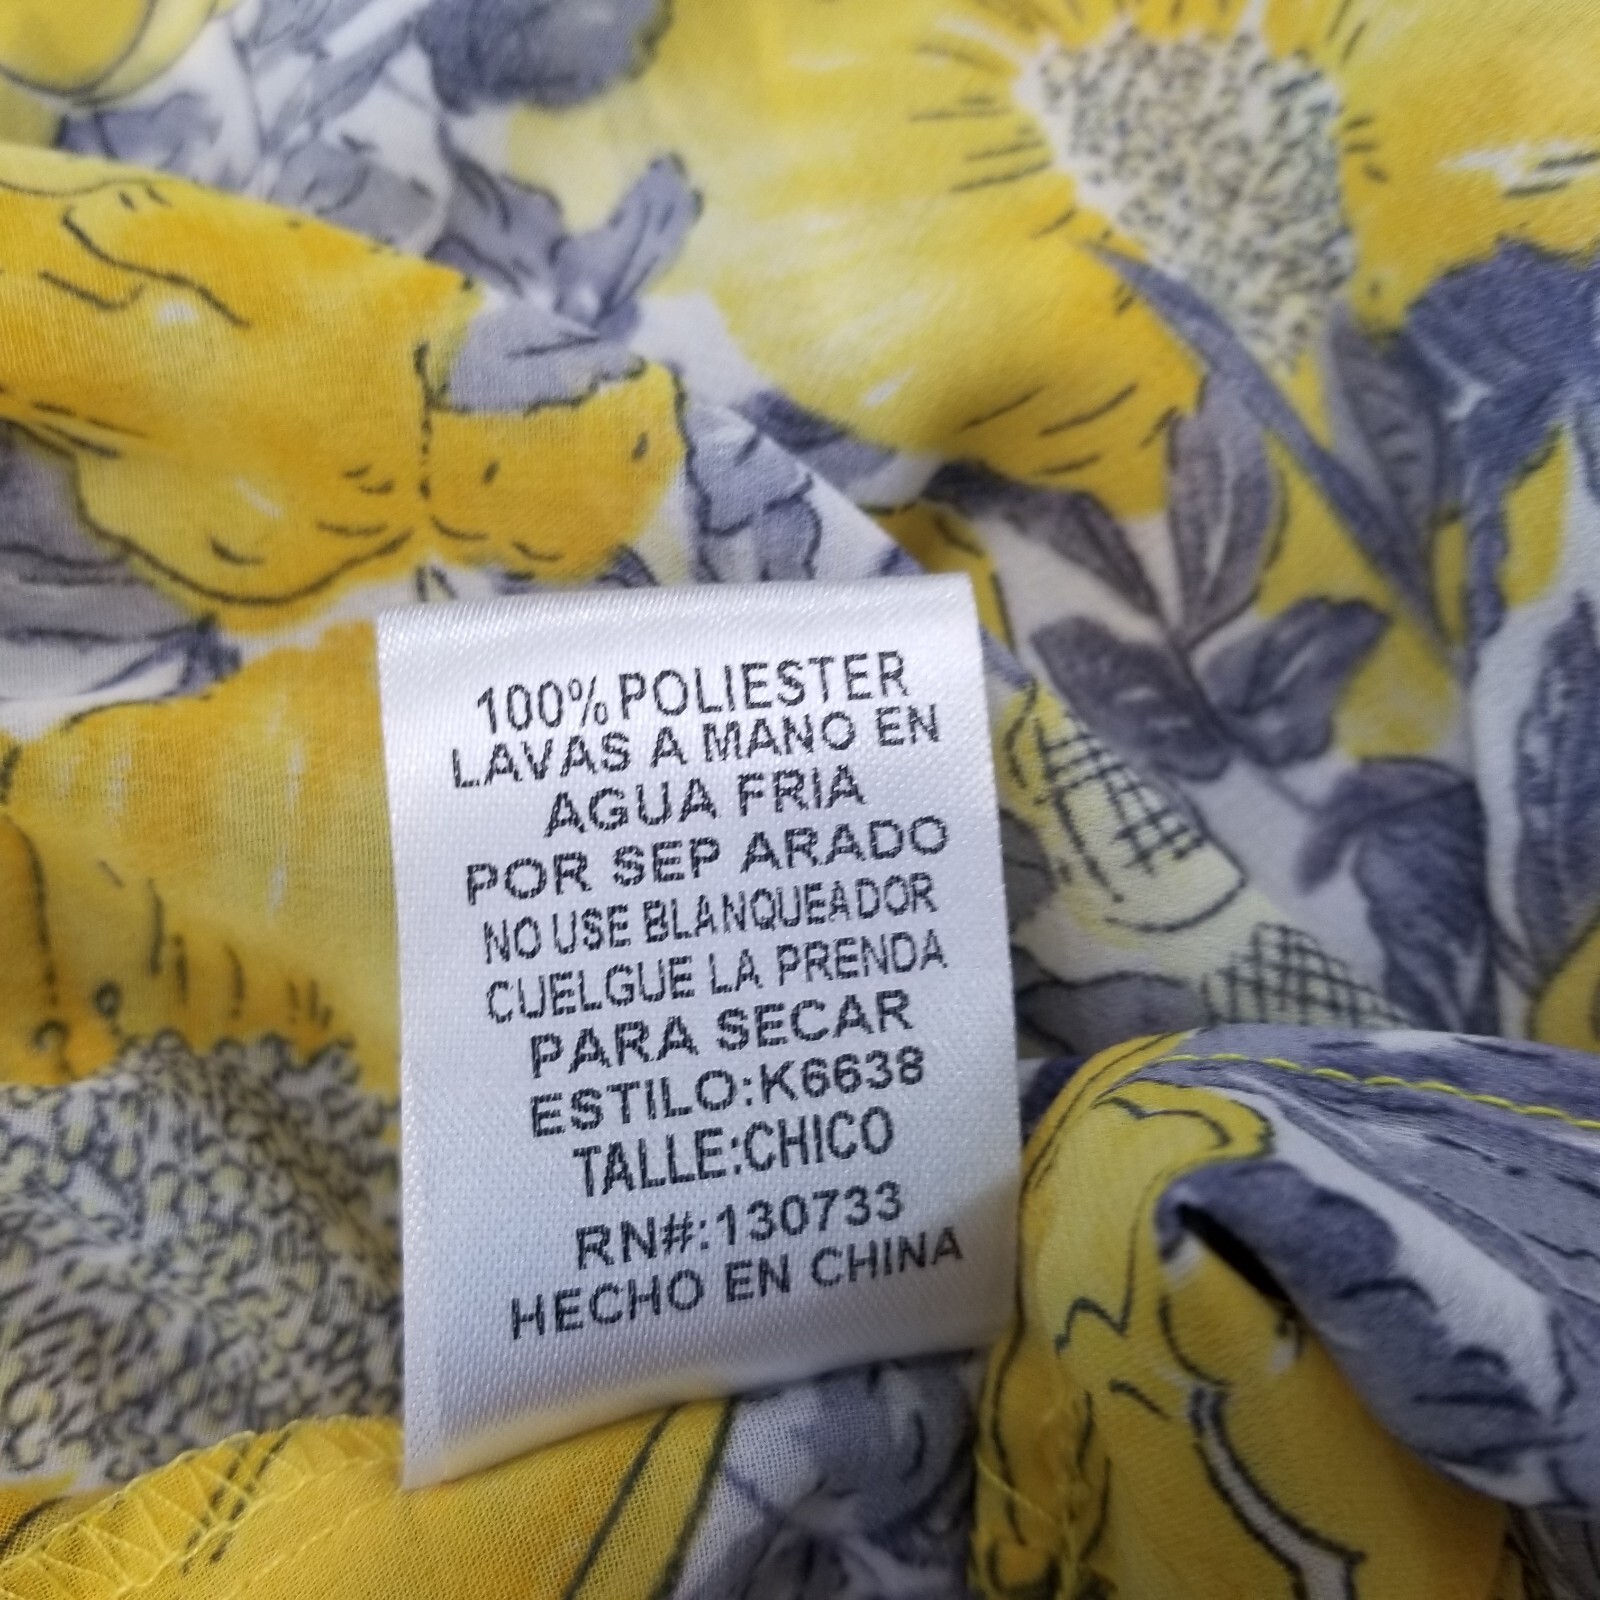 100% POLIESTER
LAVAS A MANO EN
AGUA FRIA
POR SEP ARADO
NO USE BLANQUEADOR
CUELGUE LA PRENDA
PARA SECAR
ESTILO:K6638
TALLE:CHICO
RN#:130733
HECHO EN CHINA